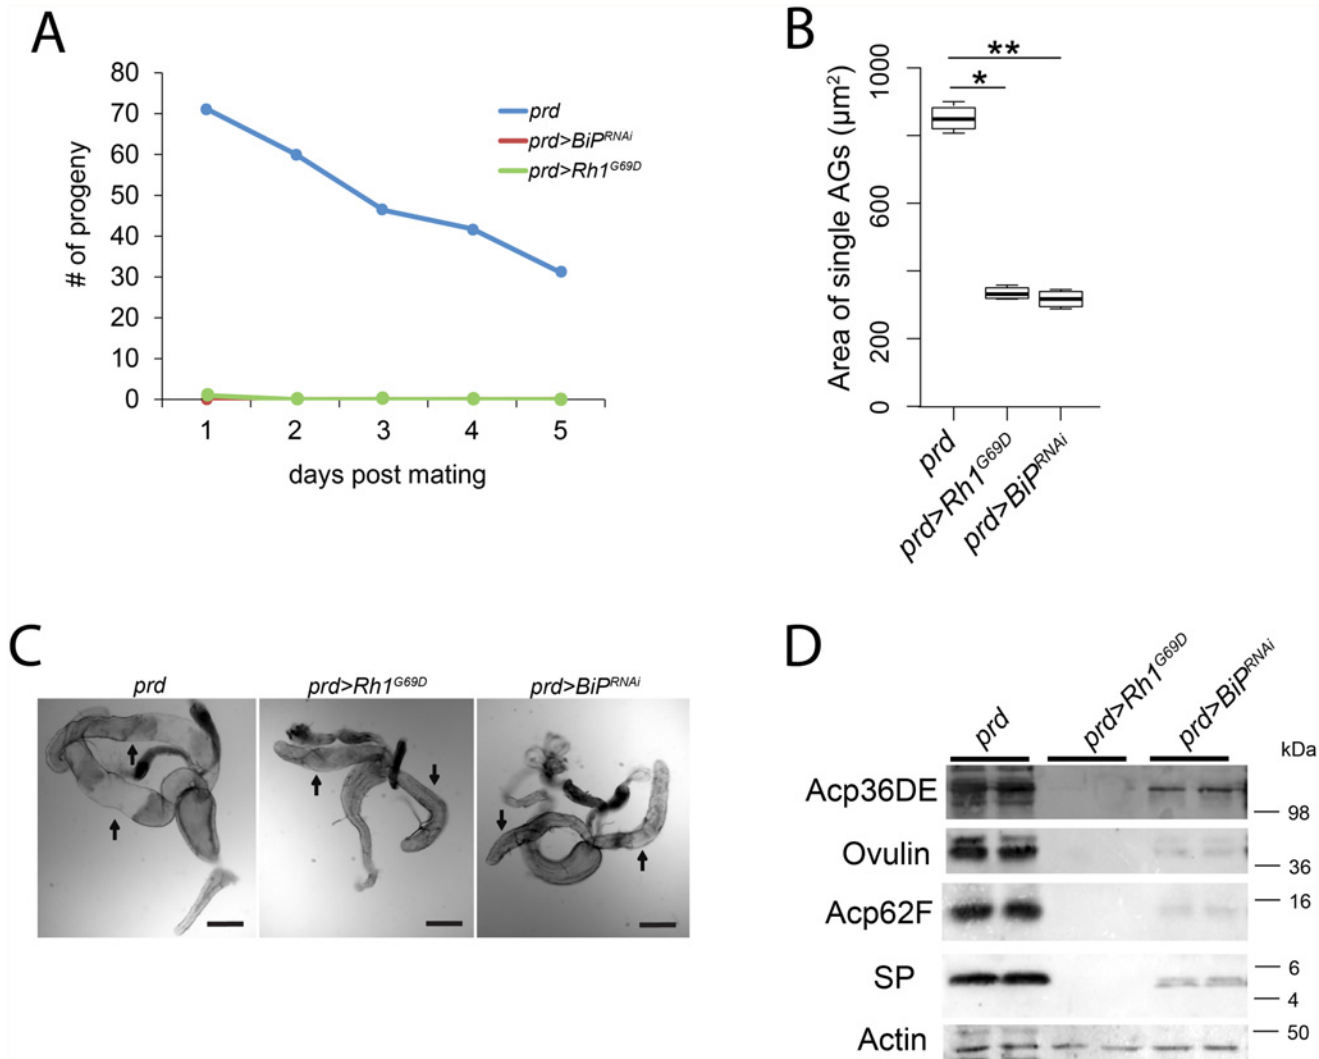 A
80
70
60
50
40
30
20
10
0
# of progeny
1 2 3 4 5
days post mating
prd
prd>BiP^RNAi
prd>Rh1^G69D
B
** 
*
Area of single AGs (µm²)
1000
600
200
0
prd
prd>Rh1^G69D
prd>BiP^RNAi
C
prd prd>Rh1^G69D prd>BiP^RNAi
D
prd prd>Rh1^G69D prd>BiP^RNAi
kDa
Acp36DE
98
Ovulin
36
Acp62F
16
SP
6
4
Actin
50